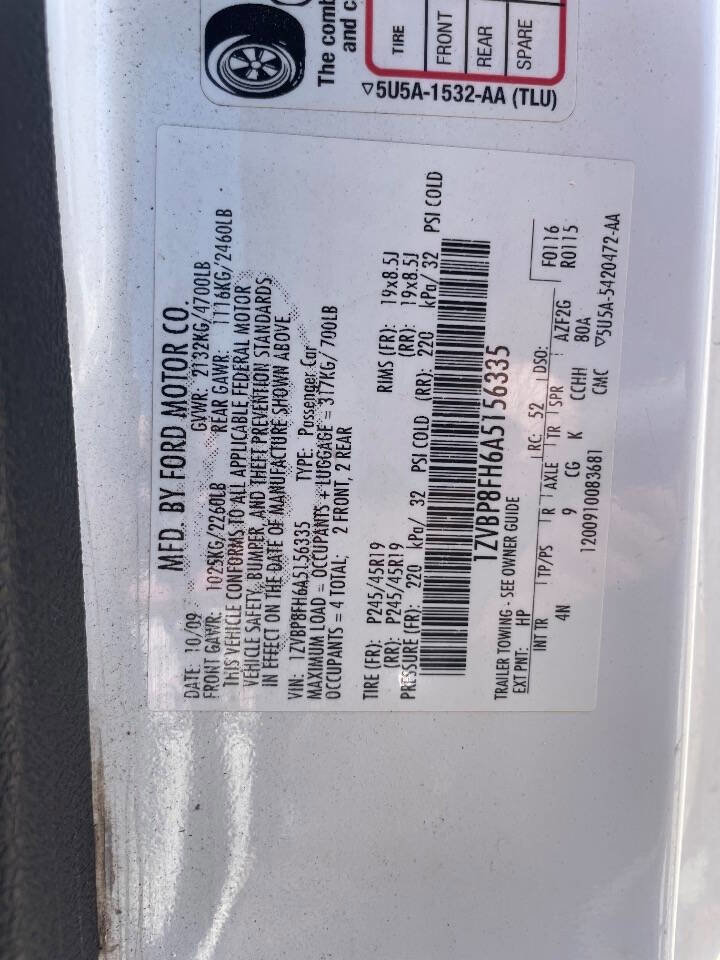 The comb
and c
TIRE
FRONT
REAR
SPARE
▽5U5A-1532-AA (TLU)
MFD. BY FORD MOTOR CO.
DATE: 10/09 GVWR: 2132KG/4700LB
FRONT GAWR: 1025KG/2260LB REAR GAWR: 1116KG/2460LB
THIS VEHICLE CONFORMS TO ALL APPLICABLE FEDERAL MOTOR
VEHICLE SAFETY, BUMPER, AND THEFT PREVENTION STANDARDS
IN EFFECT ON THE DATE OF MANUFACTURE SHOWN ABOVE.
VIN: 1ZVBP8FH6A5156335 TYPE: Passenger Car
MAXIMUM LOAD = OCCUPANTS + LUGGAGE = 317KG/ 700LB
OCCUPANTS = 4 TOTAL; 2 FRONT, 2 REAR
TIRE (FR): P245/45R19 RIMS (FR): 19x8.5J
(RR): P245/45R19 (RR): 19x8.5J
PRESSURE (FR): 220 kPa/ 32 PSI COLD (RR): 220 kPa/ 32 PSI COLD
1ZVBP8FH6A5156335
TRAILER TOWING - SEE OWNER GUIDE
EXT PNT: HP RC: 52 DSO: F0116
INT TR TP/PS R AXLE TR SPR AZF2G R0115
4N 9 CG K CCHH 80A
1200910083681 CMC ▽5U5A-5420472-AA